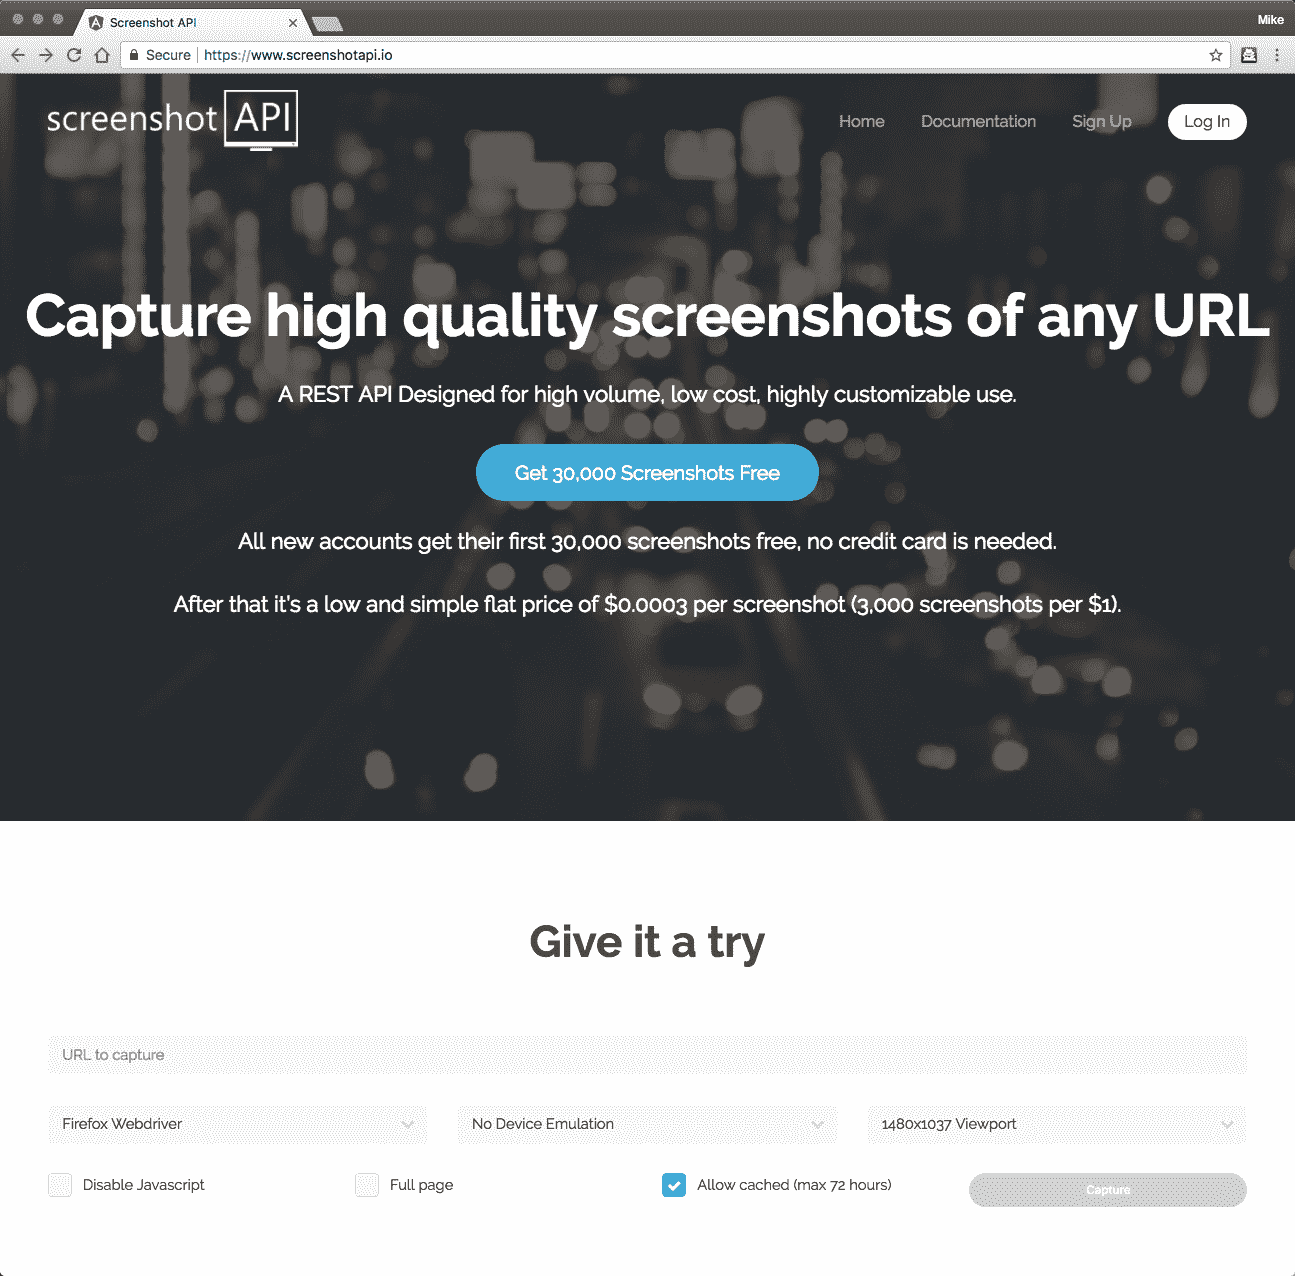 Screenshot API
Mike
Secure
https://www.screenshotapi.io
screenshot API
Home
Documentation
Sign Up
Log In
Capture high quality screenshots of any URL
A REST API Designed for high volume, low cost, highly customizable use.
Get 30,000 Screenshots Free
All new accounts get their first 30,000 screenshots free, no credit card is needed.
After that it's a low and simple flat price of $0.0003 per screenshot (3,000 screenshots per $1).
Give it a try
URL to capture
Firefox Webdriver
No Device Emulation
1480x1037 Viewport
Disable Javascript
Full page
Allow cached (max 72 hours)
Capture